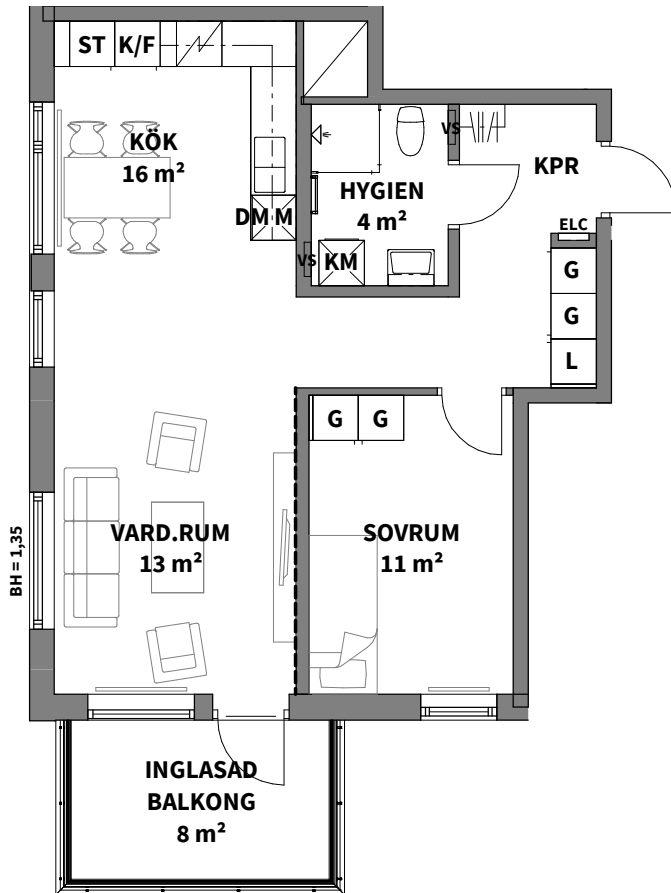 ST K/F
KÖK
16 m²
VS
KPR
HYGIEN
4 m²
DM M
ELC
VS
KM
G
G
L
G G
VARD.RUM
13 m²
SOVRUM
11 m²
BH = 1,35
INGLASAD
BALKONG
8 m²